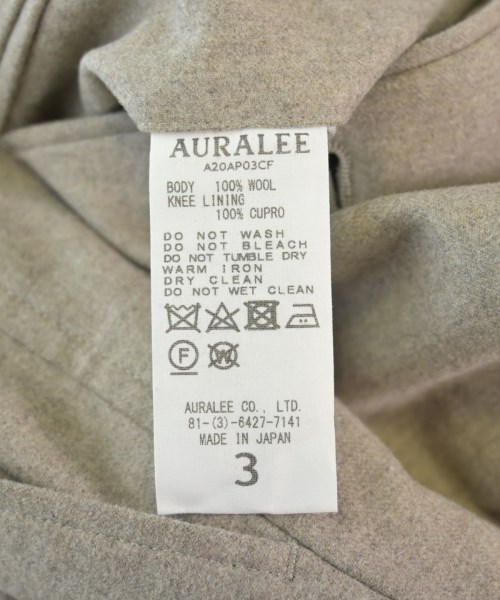 AURALEE
A20AP03CF
BODY 100% WOOL
KNEE LINING
100% CUPRO
DO NOT WASH
DO NOT BLEACH
DO NOT TUMBLE DRY
WARM IRON
DRY CLEAN
DO NOT WET CLEAN
F W
AURALEE CO., LTD.
81-(3)-6427-7141
MADE IN JAPAN
3